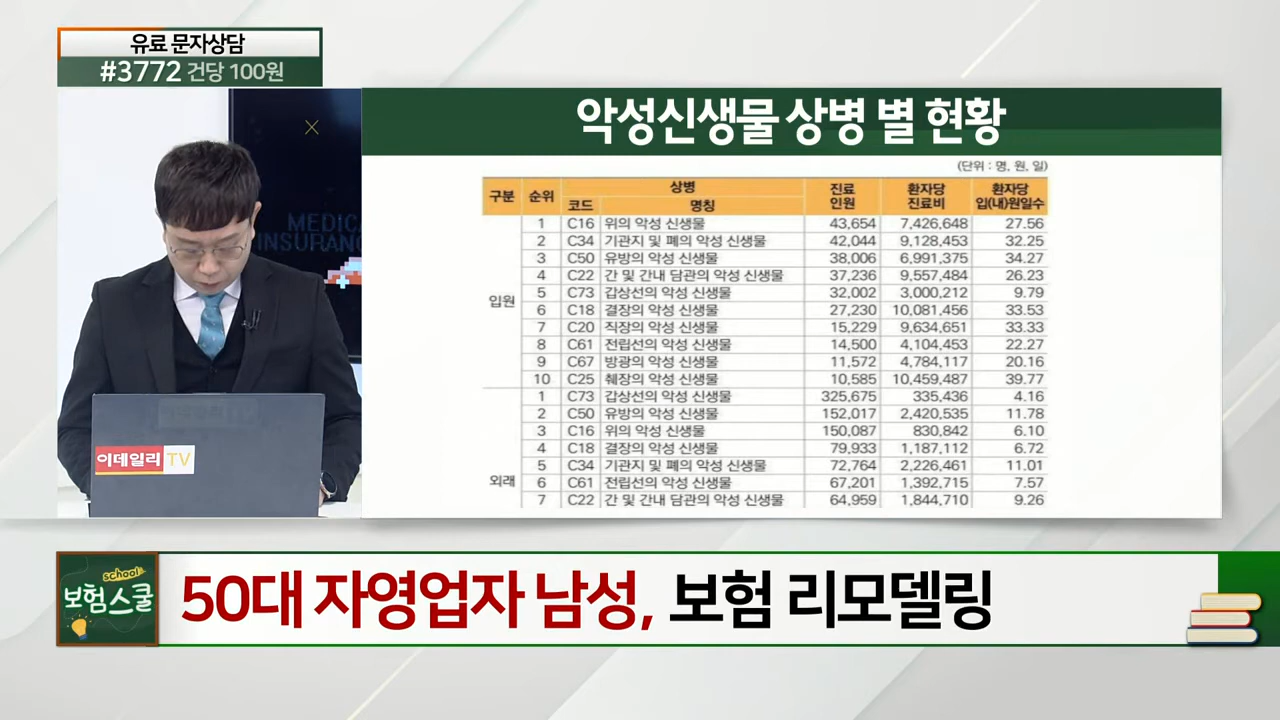 유료 문자상담
#3772 건당 100원
MEDICA
INSURANC
이데일리 TV
악성신생물 상병 별 현황
(단위 : 명, 원, 일)
구분 순위 상병 진료 인원 환자당 진료비 환자당 입(내)원일수
코드 명칭
입원
1 C16 위의 악성 신생물 43,654 7,426,648 27.56
2 C34 기관지 및 폐의 악성 신생물 42,044 9,128,453 32.25
3 C50 유방의 악성 신생물 38,006 6,991,375 34.27
4 C22 간 및 간내 담관의 악성 신생물 37,236 9,557,484 26.23
5 C73 갑상선의 악성 신생물 32,002 3,000,212 9.79
6 C18 결장의 악성 신생물 27,230 10,081,456 33.53
7 C20 직장의 악성 신생물 15,229 9,634,651 33.33
8 C61 전립선의 악성 신생물 14,500 4,104,453 22.27
9 C67 방광의 악성 신생물 11,572 4,784,117 20.16
10 C25 췌장의 악성 신생물 10,585 10,459,487 39.77
외래
1 C73 갑상선의 악성 신생물 325,675 335,436 4.16
2 C50 유방의 악성 신생물 152,017 2,420,535 11.78
3 C16 위의 악성 신생물 150,087 830,842 6.10
4 C18 결장의 악성 신생물 79,933 1,187,112 6.72
5 C34 기관지 및 폐의 악성 신생물 72,764 2,226,461 11.01
6 C61 전립선의 악성 신생물 67,201 1,392,715 7.57
7 C22 간 및 간내 담관의 악성 신생물 64,959 1,844,710 9.26
school
보험스쿨
50대 자영업자 남성, 보험 리모델링